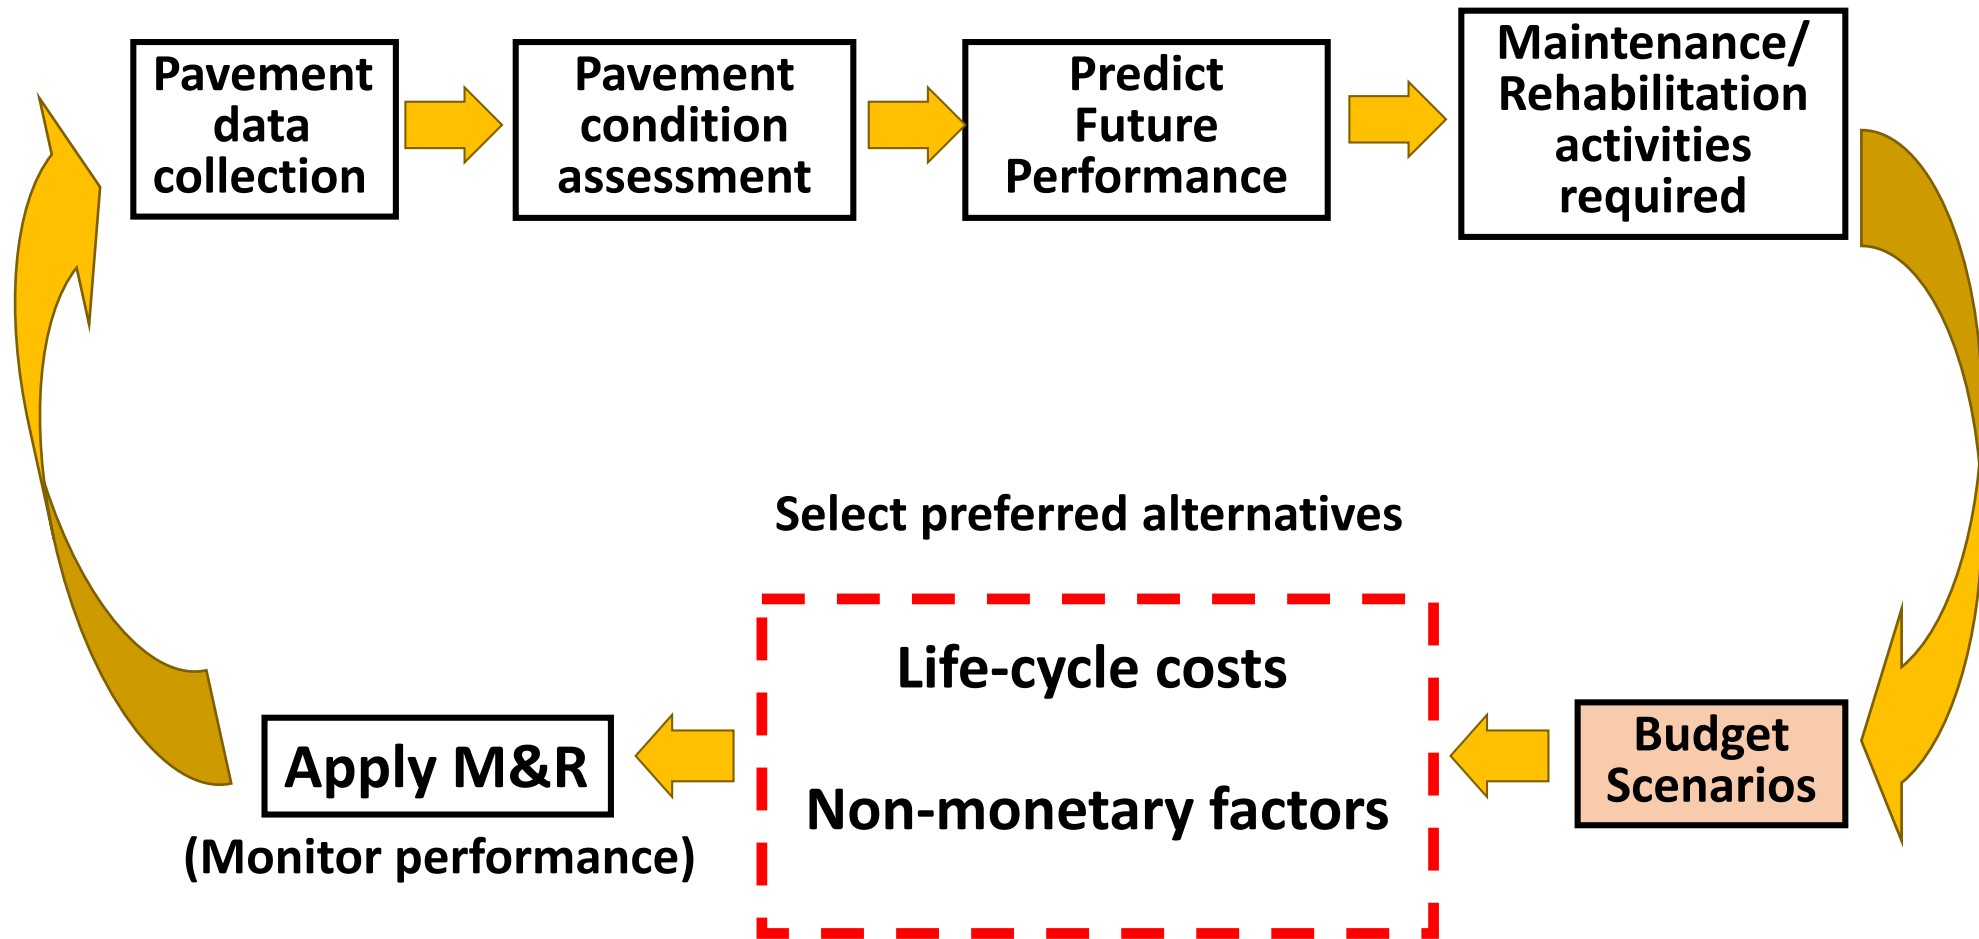 Pavement
data
collection
Pavement
condition
assessment
Predict
Future
Performance
Maintenance/
Rehabilitation
activities
required
Select preferred alternatives
Life-cycle costs
Non-monetary factors
Budget
Scenarios
Apply M&R
(Monitor performance)